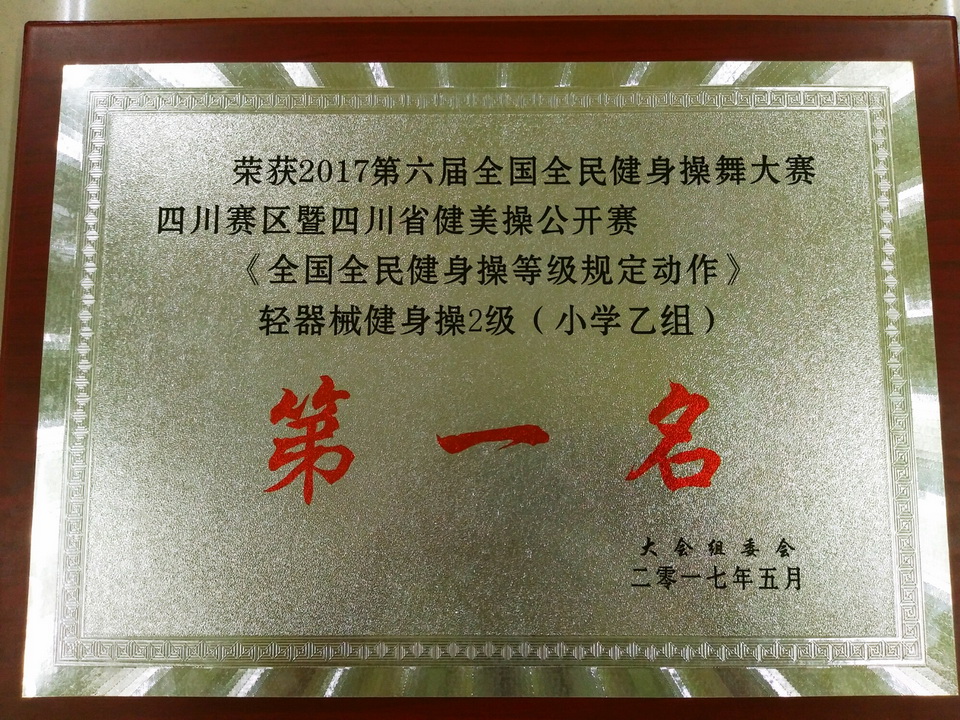 荣获2017第六届全国全民健身操舞大赛
四川赛区暨四川省健美操公开赛
《全国全民健身操等级规定动作》
轻器械健身操2级（小学乙组）
第一名
大会组委会
二零一七年五月